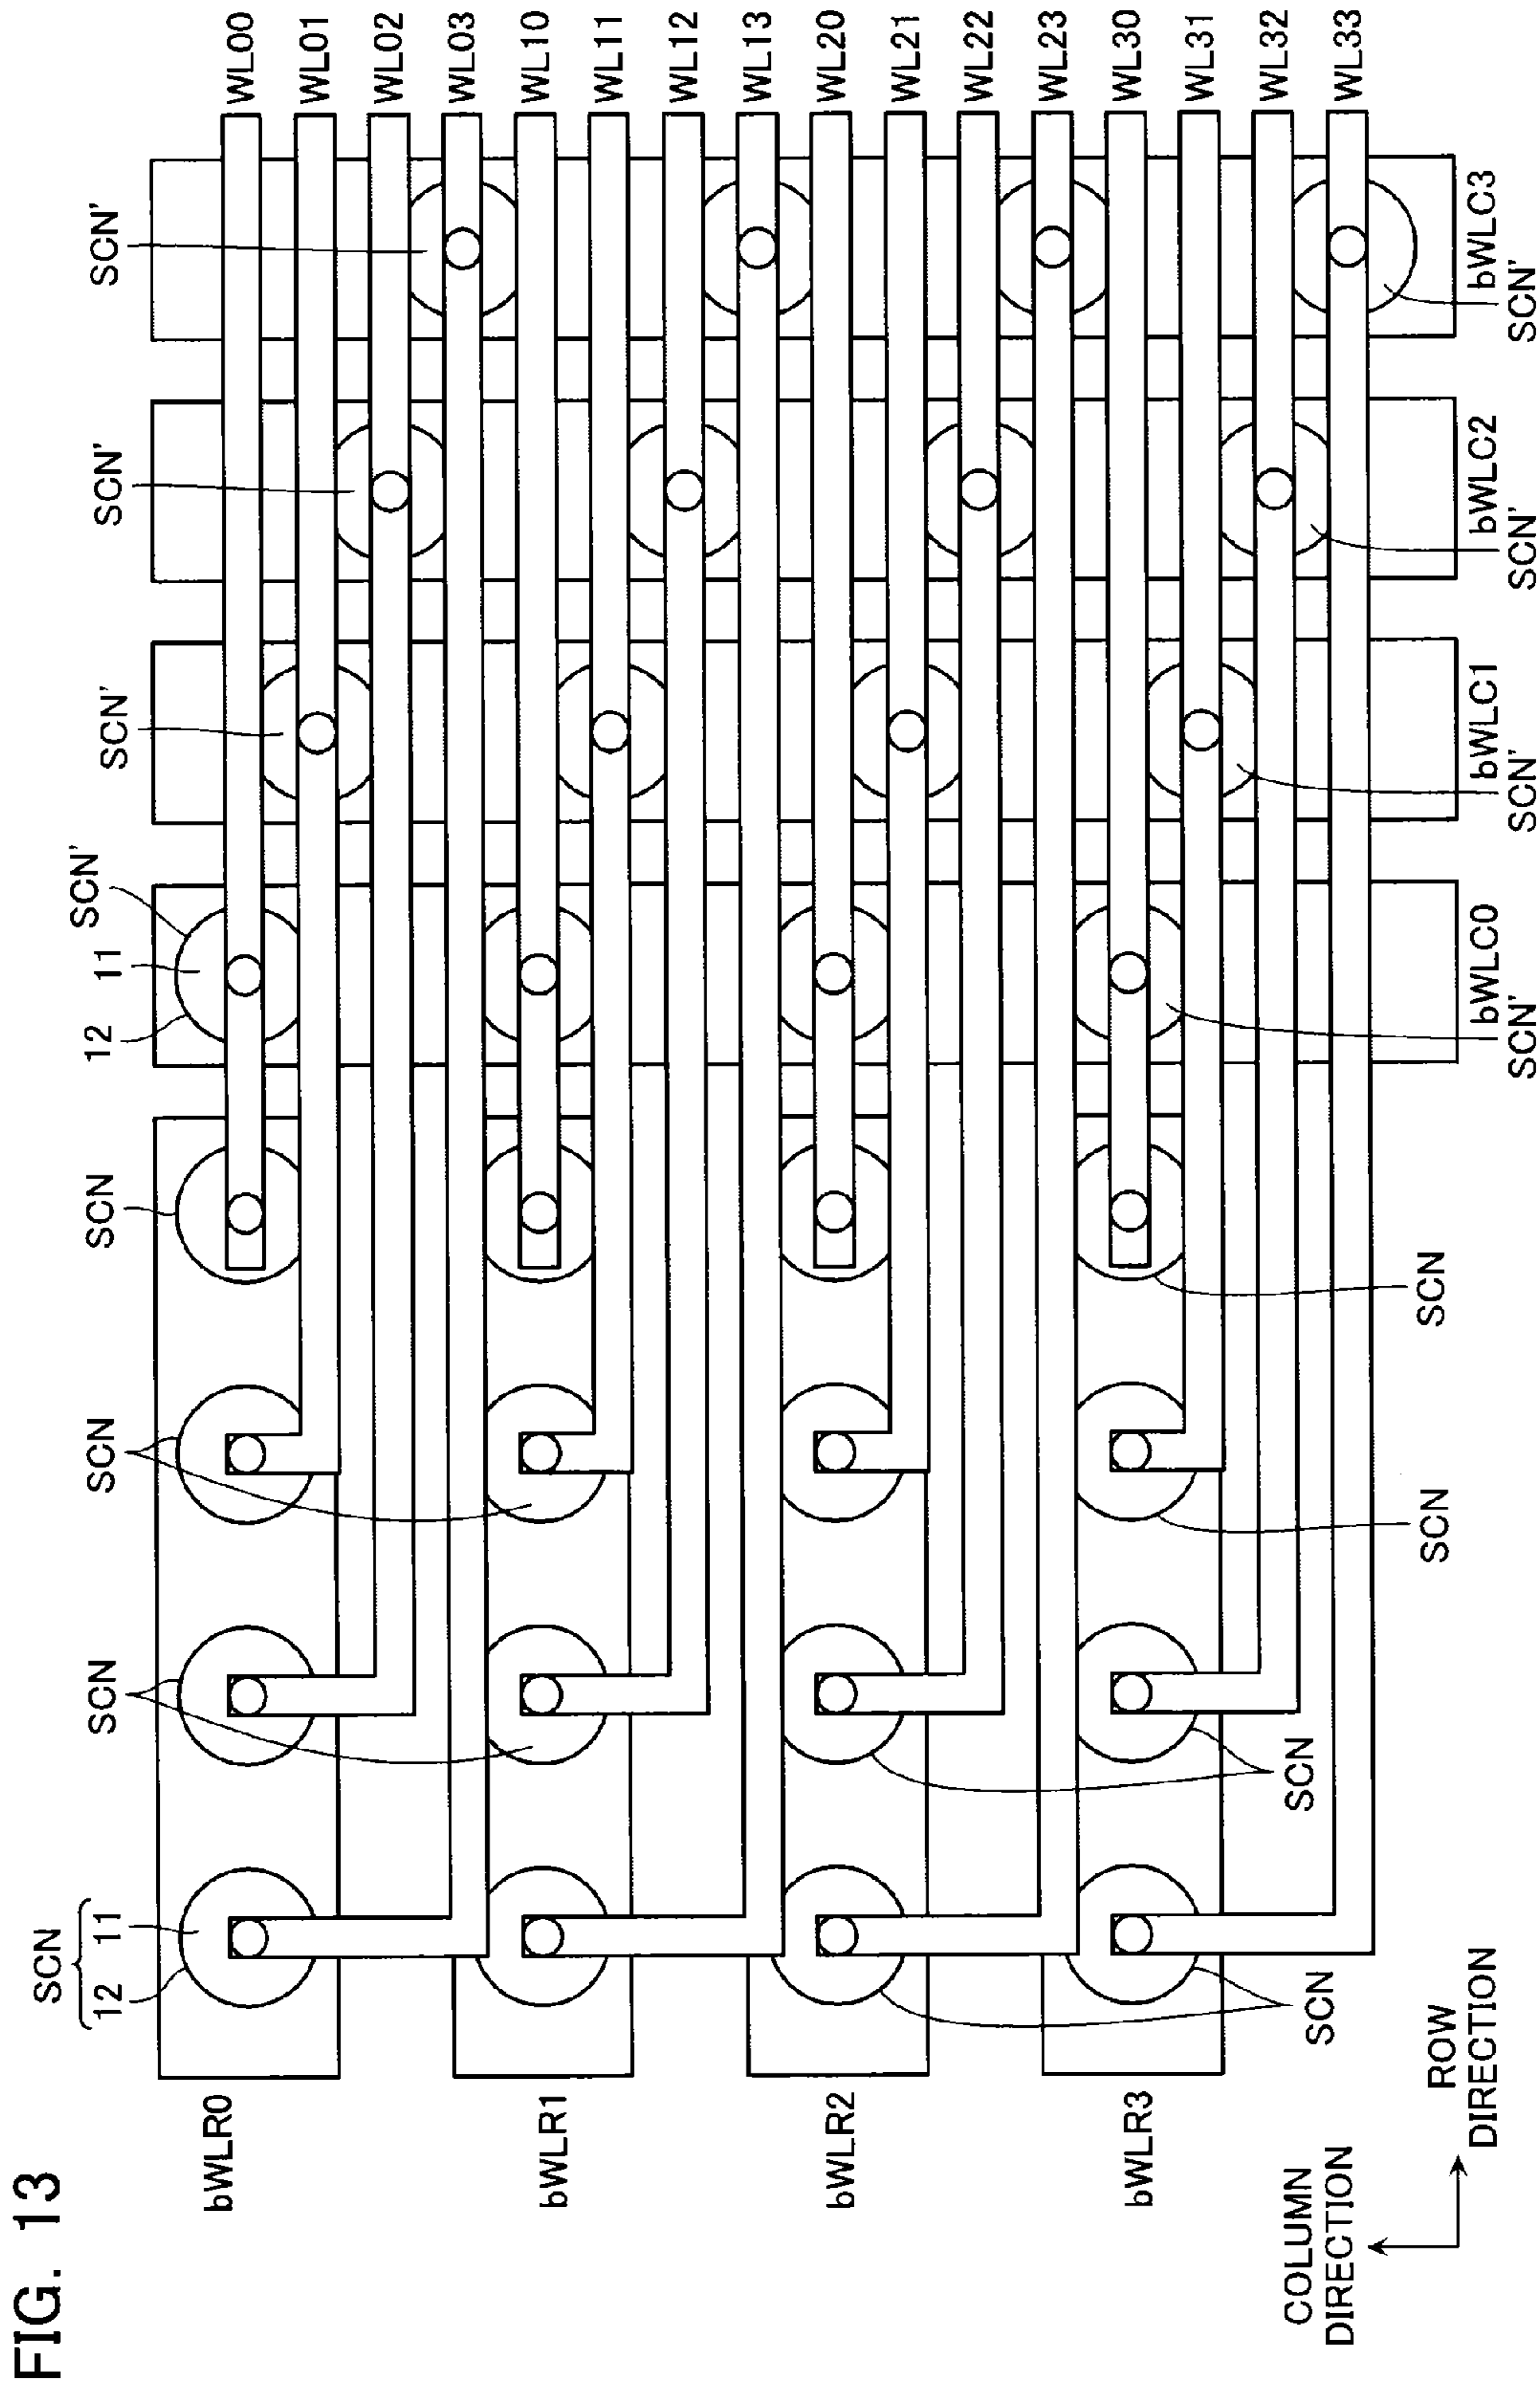 FIG. 13
WL00
WL01
WL02
WL03
WL10
WL11
WL12
WL13
WL20
WL21
WL22
WL23
WL30
WL31
WL32
WL33
SCN'
SCN'
SCN'
SCN'
11
12
SCN
SCN
SCN
SCN
11
12
bWLR0
bWLR1
bWLR2
bWLR3
bWLC3
SCN'
bWLC2
SCN'
bWLC1
SCN'
bWLC0
SCN'
SCN
SCN
SCN
SCN
COLUMN
DIRECTION
ROW
DIRECTION